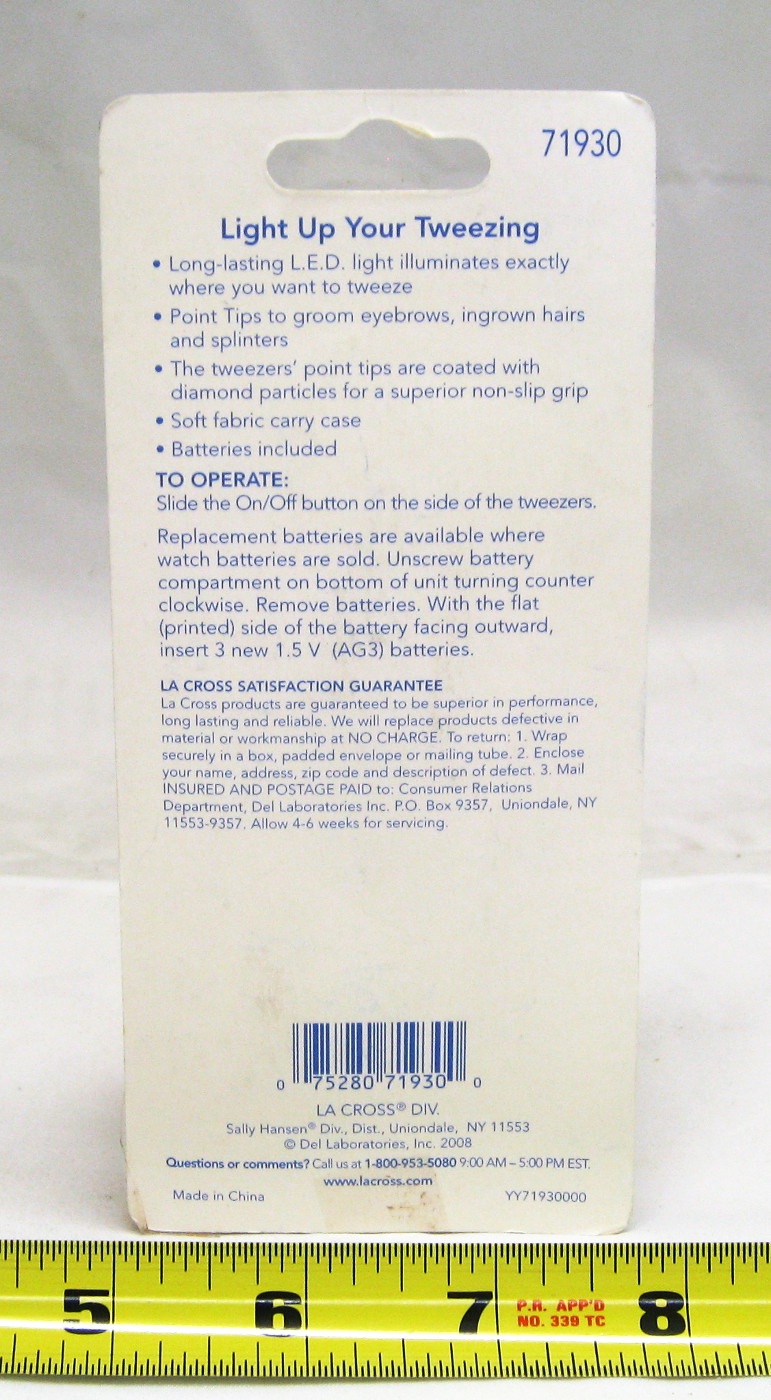 71930
Light Up Your Tweezing
• Long-lasting L.E.D. light illuminates exactly
where you want to tweeze
• Point Tips to groom eyebrows, ingrown hairs
and splinters
• The tweezers' point tips are coated with
diamond particles for a superior non-slip grip
• Soft fabric carry case
• Batteries included
TO OPERATE:
Slide the On/Off button on the side of the tweezers.
Replacement batteries are available where
watch batteries are sold. Unscrew battery
compartment on bottom of unit turning counter
clockwise. Remove batteries. With the flat
(printed) side of the battery facing outward,
insert 3 new 1.5 V (AG3) batteries.
LA CROSS SATISFACTION GUARANTEE
La Cross products are guaranteed to be superior in performance,
long lasting and reliable. We will replace products defective in
material or workmanship at NO CHARGE. To return: 1. Wrap
securely in a box, padded envelope or mailing tube. 2. Enclose
your name, address, zip code and description of defect. 3. Mail
INSURED AND POSTAGE PAID to: Consumer Relations
Department, Del Laboratories Inc. P.O. Box 9357, Uniondale, NY
11553-9357. Allow 4-6 weeks for servicing.
0 75280 71930 0
LA CROSS® DIV.
Sally Hansen® Div., Dist., Uniondale, NY 11553
© Del Laboratories, Inc. 2008
Questions or comments? Call us at 1-800-953-5080 9:00 AM – 5:00 PM EST.
www.lacross.com
Made in China YY71930000
5 6 7 P.R. APP'D 8
NO. 339 TC